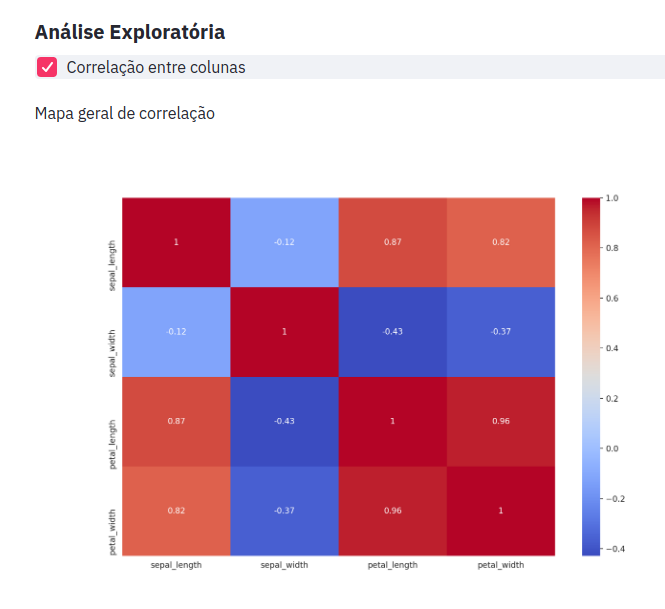 Análise Exploratória
Correlação entre colunas
Mapa geral de correlação
sepal_length
1
-0.12
0.87
0.82
sepal_width
-0.12
1
-0.43
-0.37
petal_length
0.87
-0.43
1
0.96
petal_width
0.82
-0.37
0.96
1
sepal_length
sepal_width
petal_length
petal_width
1.0
0.8
0.6
0.4
0.2
0.0
−0.2
−0.4